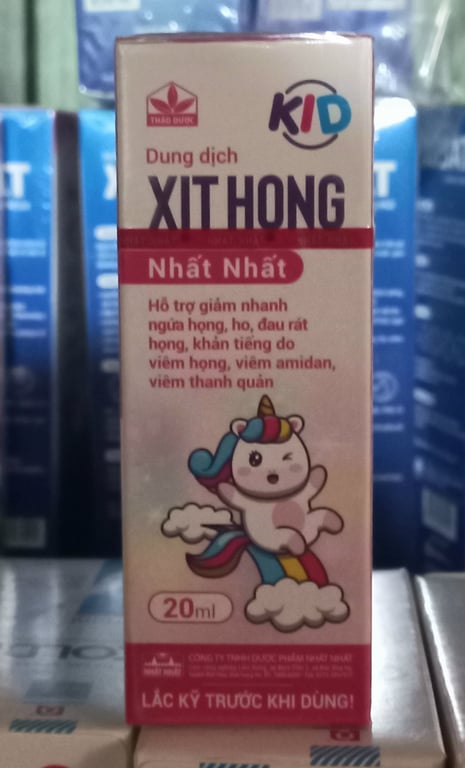 THẢO DƯỢC
KID
Dung dịch
XỊT HỌNG
Nhất Nhất
Hỗ trợ giảm nhanh
ngứa họng, ho, đau rát
họng, khản tiếng do
viêm họng, viêm amidan,
viêm thanh quản
20ml
NHẤT NHẤT
CÔNG TY TNHH DƯỢC PHẨM NHẤT NHẤT
LẮC KỸ TRƯỚC KHI DÙNG!